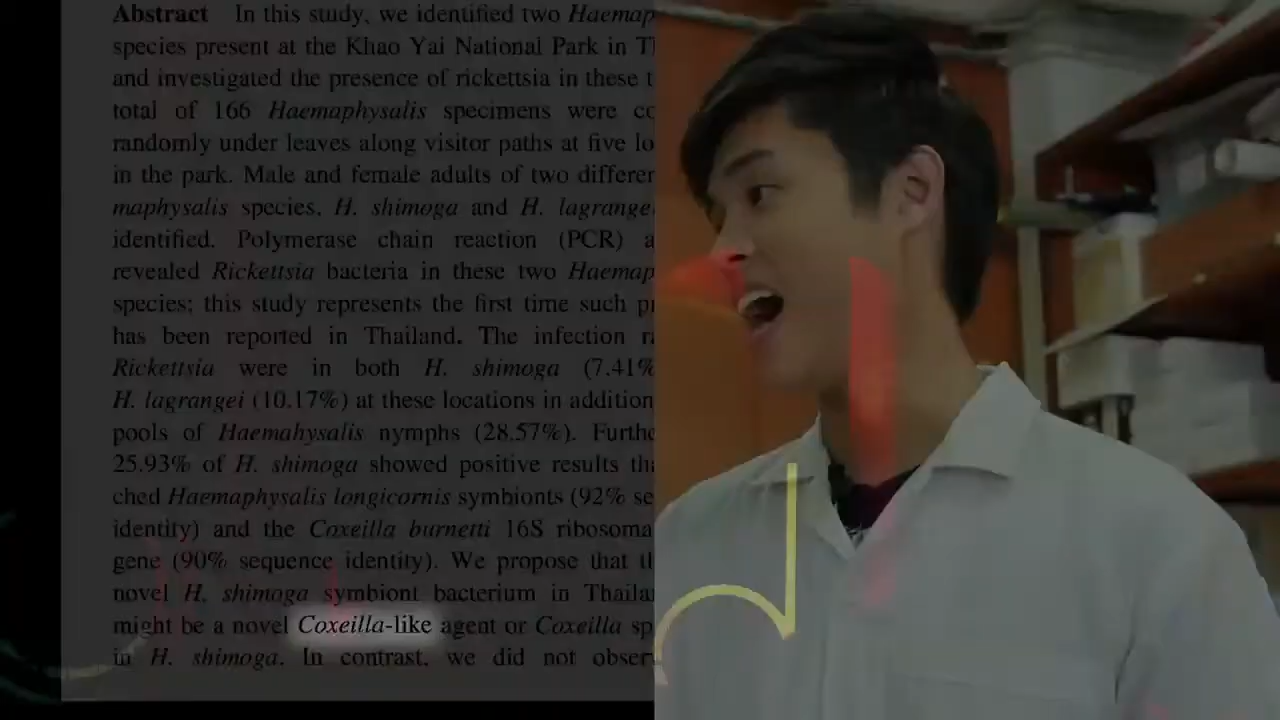 Abstract In this study, we identified two Haemap
species present at the Khao Yai National Park in T
and investigated the presence of rickettsia in these t
total of 166 Haemaphysalis specimens were co
randomly under leaves along visitor paths at five lo
in the park. Male and female adults of two differen
maphysalis species, H. shimoga and H. lagrangei
identified. Polymerase chain reaction (PCR) a
revealed Rickettsia bacteria in these two Haemap
species; this study represents the first time such p
has been reported in Thailand. The infection ra
Rickettsia were in both H. shimoga (7.41%
H. lagrangei (10.17%) at these locations in addition
pools of Haemahysalis nymphs (28.57%). Furthe
25.93% of H. shimoga showed positive results tha
ched Haemaphysalis longicornis symbionts (92% se
identity) and the Coxeilla burnetti 16S ribosoma
gene (90% sequence identity). We propose that th
novel H. shimoga symbiont bacterium in Thailan
might be a novel Coxeilla-like agent or Coxeilla sp
in H. shimoga. In contrast, we did not observ